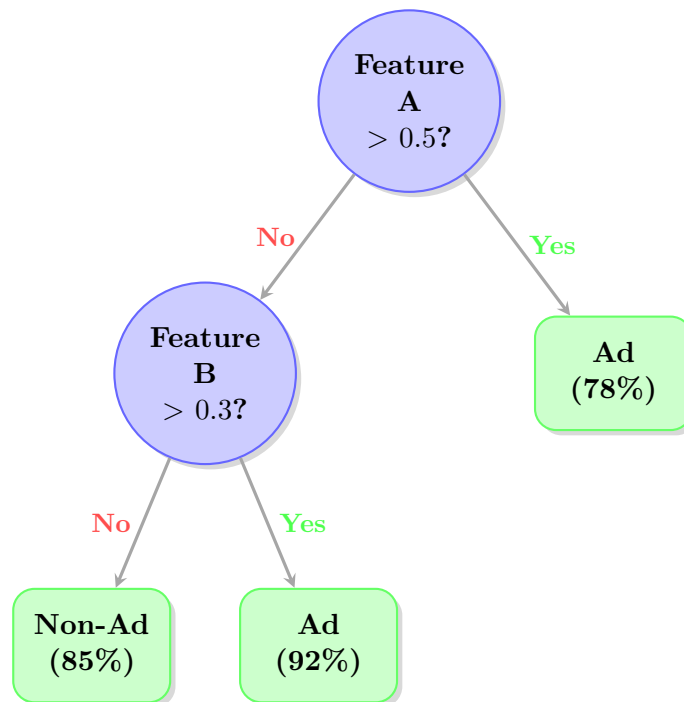 Feature
A
> 0.5?
No
Yes
Feature
B
> 0.3?
Ad
(78%)
No
Yes
Non-Ad
(85%)
Ad
(92%)